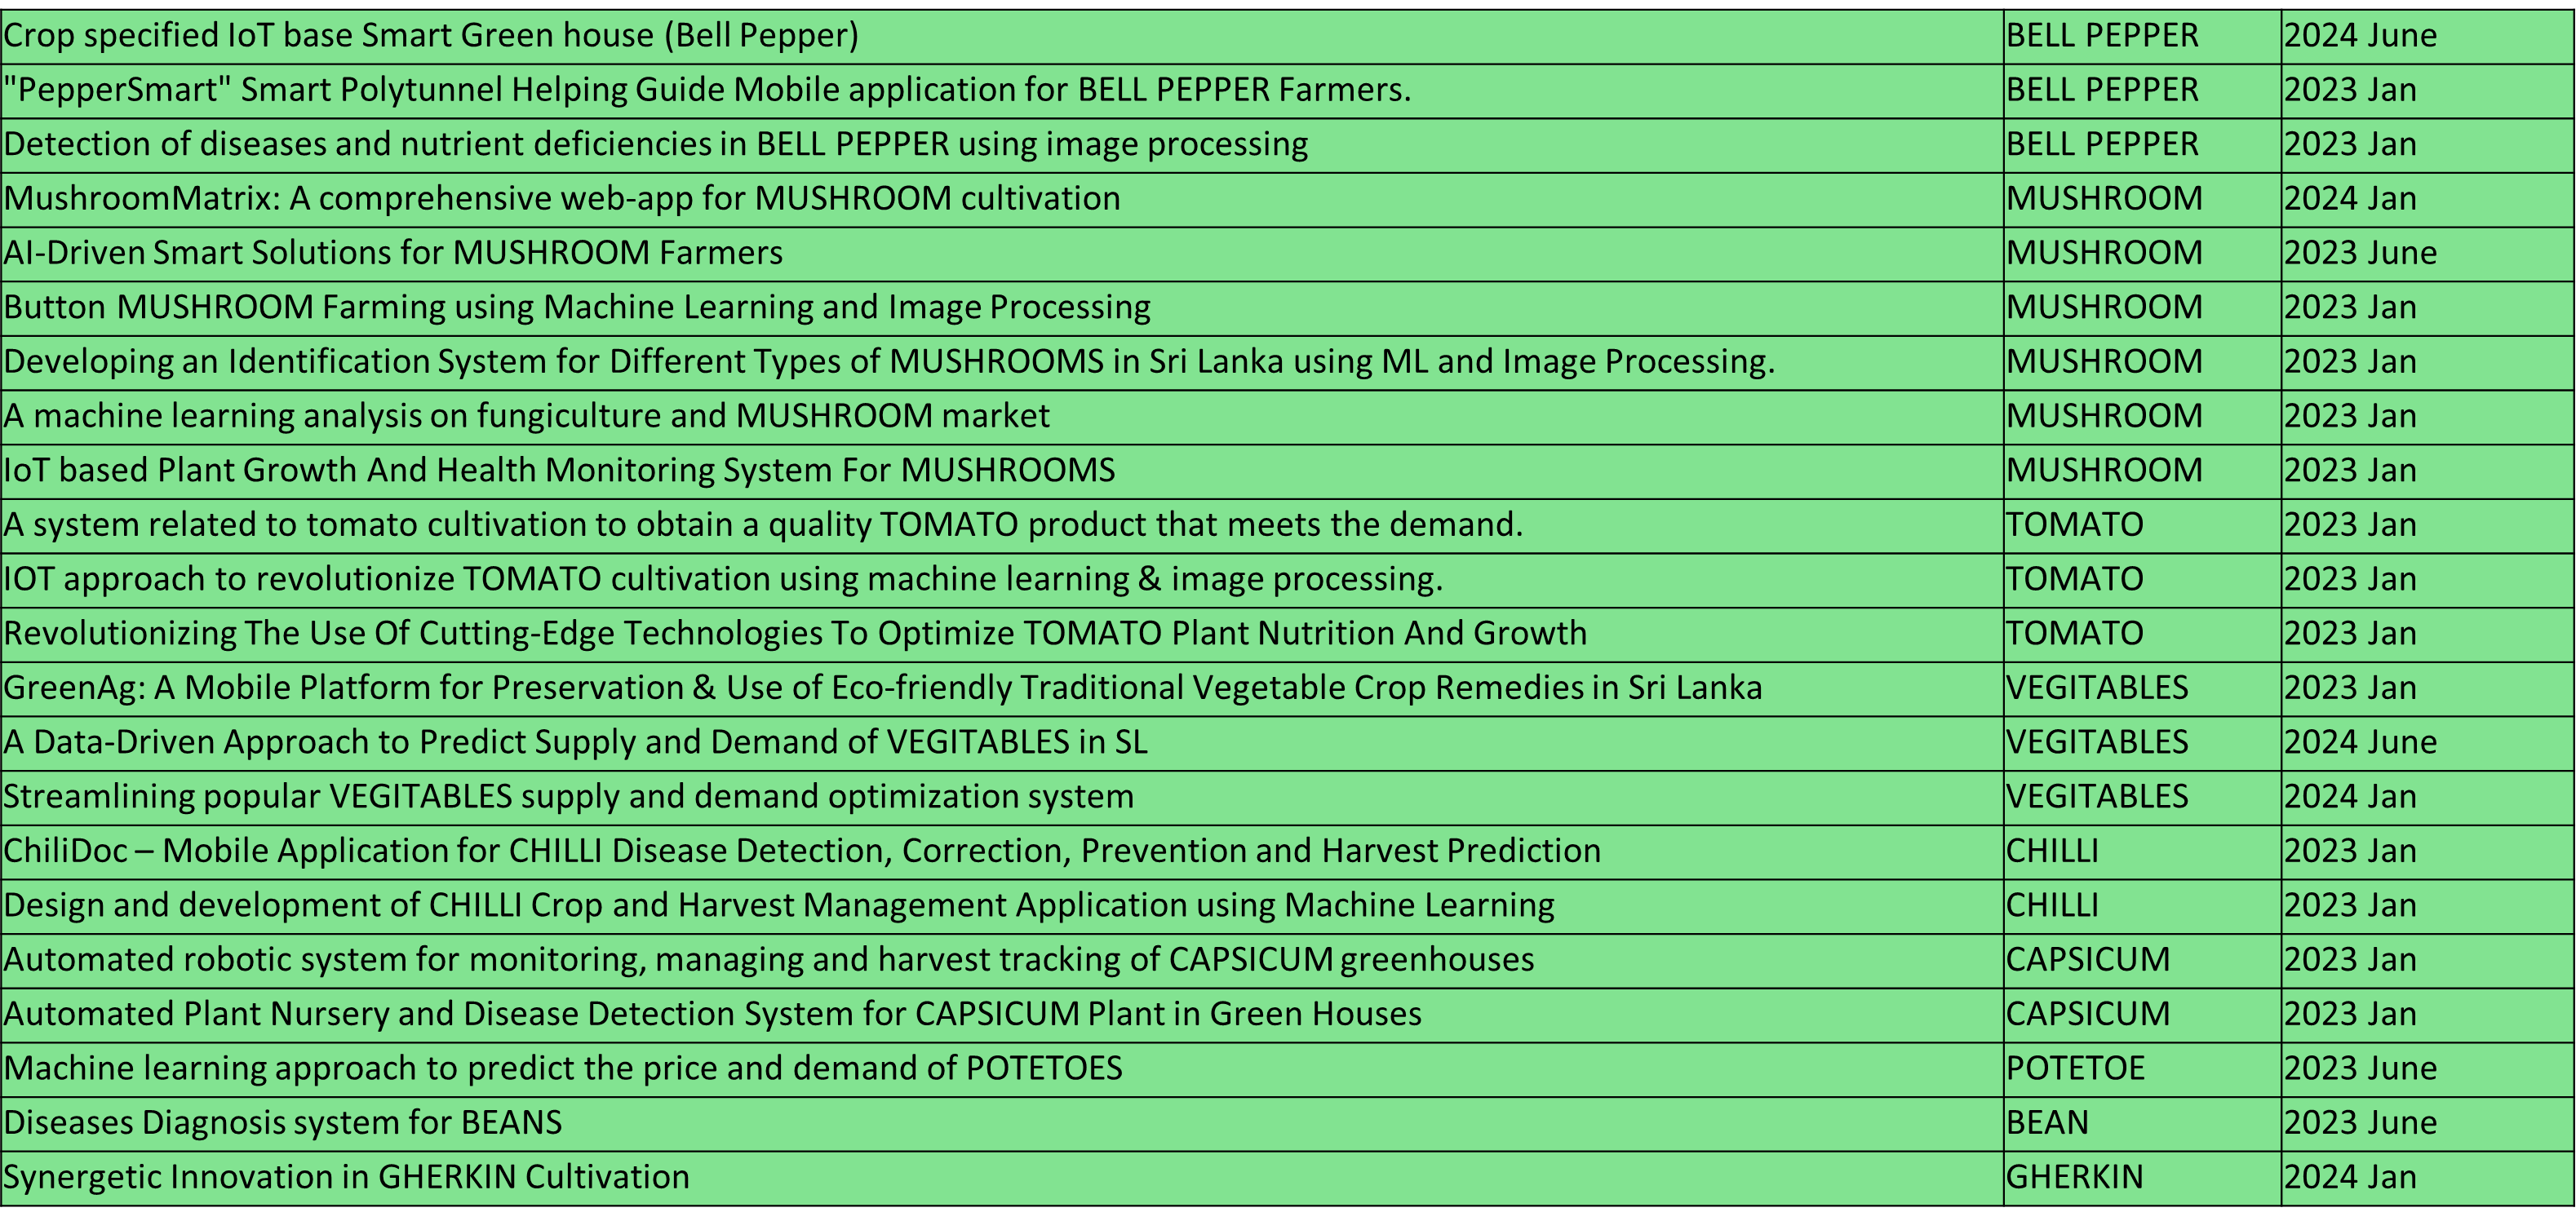 Crop specified IoT base Smart Green house (Bell Pepper) BELL PEPPER 2024 June
"PepperSmart" Smart Polytunnel Helping Guide Mobile application for BELL PEPPER Farmers. BELL PEPPER 2023 Jan
Detection of diseases and nutrient deficiencies in BELL PEPPER using image processing BELL PEPPER 2023 Jan
MushroomMatrix: A comprehensive web-app for MUSHROOM cultivation MUSHROOM 2024 Jan
AI-Driven Smart Solutions for MUSHROOM Farmers MUSHROOM 2023 June
Button MUSHROOM Farming using Machine Learning and Image Processing MUSHROOM 2023 Jan
Developing an Identification System for Different Types of MUSHROOMS in Sri Lanka using ML and Image Processing. MUSHROOM 2023 Jan
A machine learning analysis on fungiculture and MUSHROOM market MUSHROOM 2023 Jan
IoT based Plant Growth And Health Monitoring System For MUSHROOMS MUSHROOM 2023 Jan
A system related to tomato cultivation to obtain a quality TOMATO product that meets the demand. TOMATO 2023 Jan
IOT approach to revolutionize TOMATO cultivation using machine learning & image processing. TOMATO 2023 Jan
Revolutionizing The Use Of Cutting-Edge Technologies To Optimize TOMATO Plant Nutrition And Growth TOMATO 2023 Jan
GreenAg: A Mobile Platform for Preservation & Use of Eco-friendly Traditional Vegetable Crop Remedies in Sri Lanka VEGITABLES 2023 Jan
A Data-Driven Approach to Predict Supply and Demand of VEGITABLES in SL VEGITABLES 2024 June
Streamlining popular VEGITABLES supply and demand optimization system VEGITABLES 2024 Jan
ChiliDoc – Mobile Application for CHILLI Disease Detection, Correction, Prevention and Harvest Prediction CHILLI 2023 Jan
Design and development of CHILLI Crop and Harvest Management Application using Machine Learning CHILLI 2023 Jan
Automated robotic system for monitoring, managing and harvest tracking of CAPSICUM greenhouses CAPSICUM 2023 Jan
Automated Plant Nursery and Disease Detection System for CAPSICUM Plant in Green Houses CAPSICUM 2023 Jan
Machine learning approach to predict the price and demand of POTETOES POTETOE 2023 June
Diseases Diagnosis system for BEANS BEAN 2023 June
Synergetic Innovation in GHERKIN Cultivation GHERKIN 2024 Jan